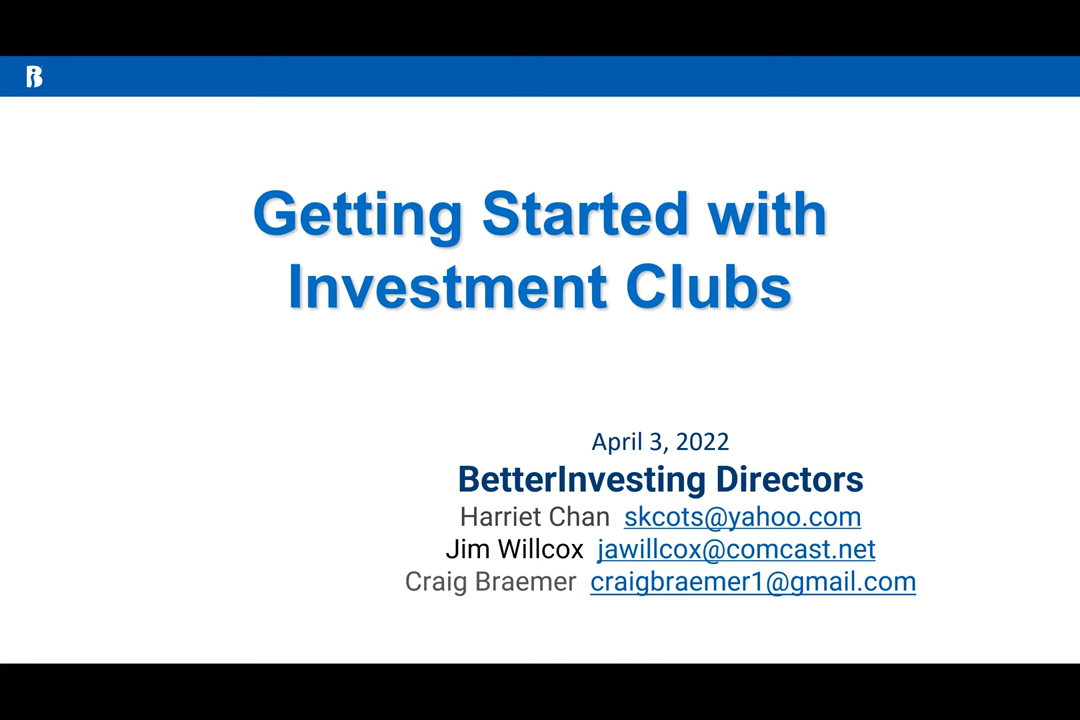 Getting Started with
Investment Clubs
April 3, 2022
BetterInvesting Directors
Harriet Chan skcots@yahoo.com
Jim Willcox jawillcox@comcast.net
Craig Braemer craigbraemer1@gmail.com